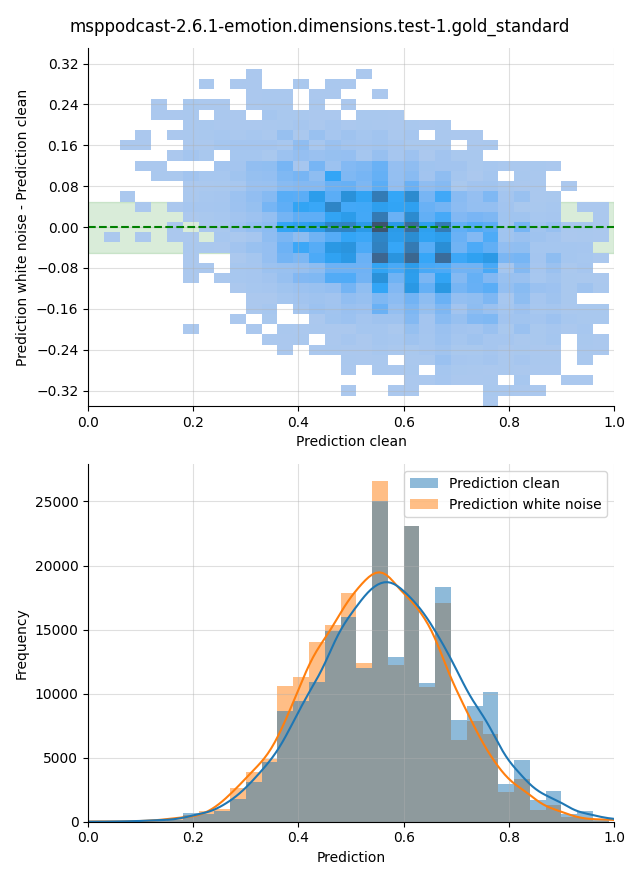 msppodcast-2.6.1-emotion.dimensions.test-1.gold_standard
Prediction white noise - Prediction clean
0.32
0.24
0.16
0.08
0.00
−0.08
−0.16
−0.24
−0.32
0.0 0.2 0.4 0.6 0.8 1.0
Prediction clean
Frequency
25000
20000
15000
10000
5000
0
Prediction clean
Prediction white noise
0.0 0.2 0.4 0.6 0.8 1.0
Prediction